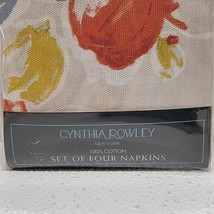 CYNTHIA ROWLEY
NEW YORK
100% COTTON
SET OF FOUR NAPKINS